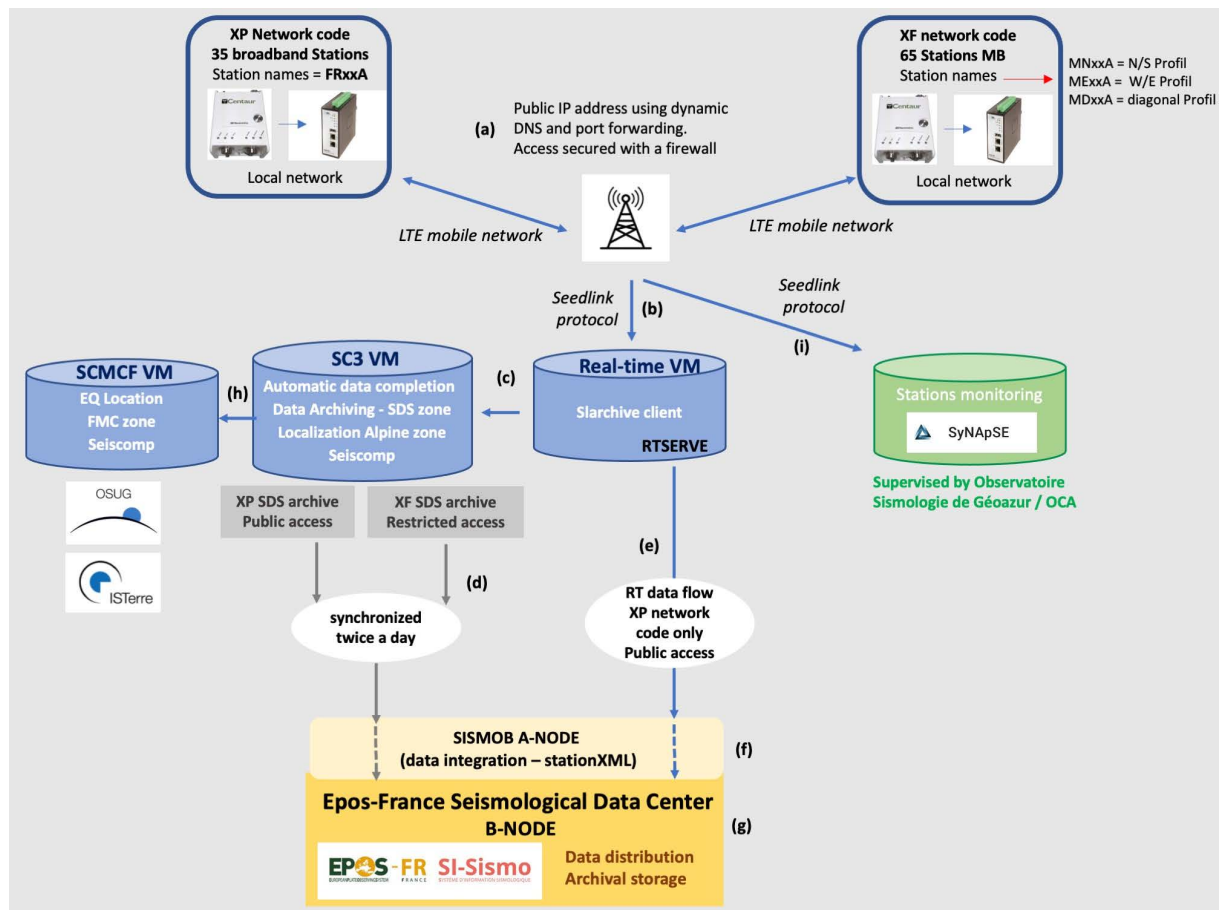 XP Network code
35 broadband Stations
Station names = FRxxA
Centaur
Local network
(a)
Public IP address using dynamic
DNS and port forwarding.
Access secured with a firewall
XF network code
65 Stations MB
Station names
MNxxA = N/S Profil
MExxA = W/E Profil
MDxxA = diagonal Profil
Centaur
Local network
LTE mobile network
LTE mobile network
Seedlink
protocol
(b)
Seedlink
protocol
(i)
SCMCF VM
EQ Location
FMC zone
Seiscomp
(h)
SC3 VM
Automatic data completion
Data Archiving - SDS zone
Localization Alpine zone
Seiscomp
(c)
Real-time VM
Slarchive client
RTSERVE
Stations monitoring
SyNApSE
Supervised by Observatoire
Sismologie de Géoazur / OCA
OSUG
ISTerre
XP SDS archive
Public access
XF SDS archive
Restricted access
(d)
synchronized
twice a day
(e)
RT data flow
XP network
code only
Public access
SISMOB A-NODE
(data integration – stationXML)
(f)
Epos-France Seismological Data Center
B-NODE
(g)
EPOS-FR
FRANCE
SI-Sismo
SYSTÈME D'INFORMATION SISMOLOGIQUE
Data distribution
Archival storage